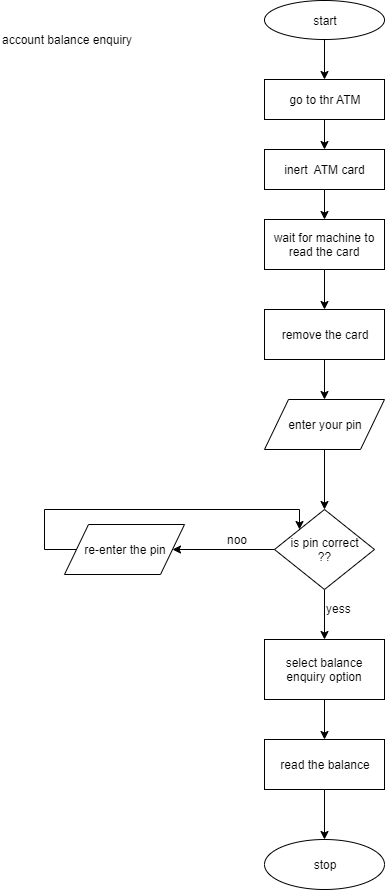 start
account balance enquiry
go to thr ATM
inert  ATM card
wait for machine to
read the card
remove the card
enter your pin
is pin correct
??
noo
re-enter the pin
yess
select balance
enquiry option
read the balance
stop